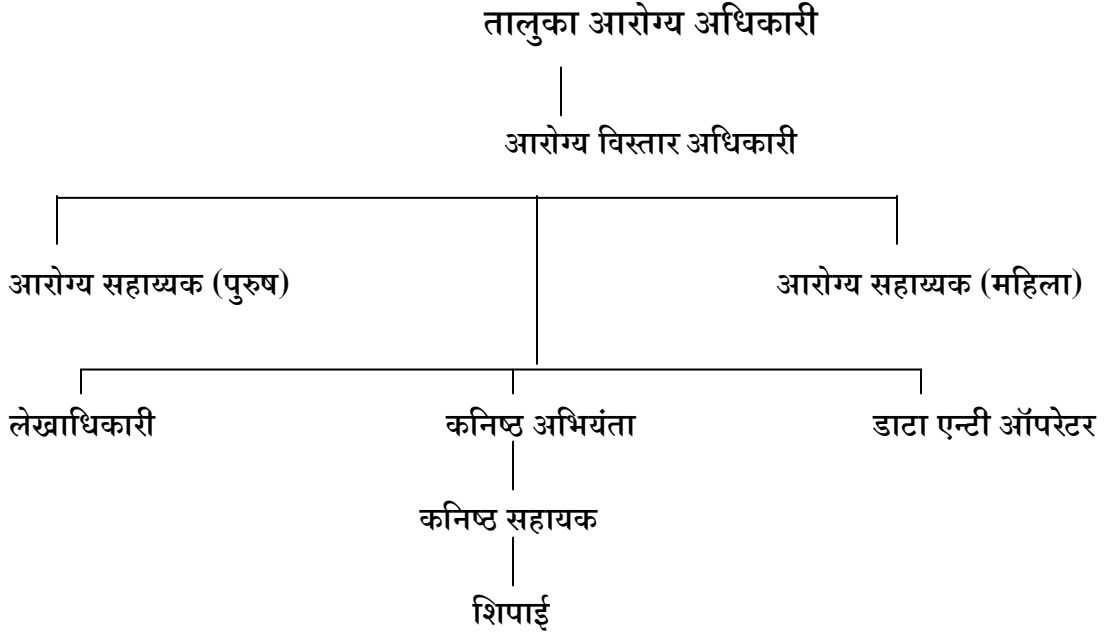 तालुका आरोग्य अधिकारी
आरोग्य विस्तार अधिकारी
आरोग्य सहाय्यक (पुरुष) आरोग्य सहाय्यक (महिला)
लेखाधिकारी कनिष्ठ अभियंता डाटा एन्टी ऑपरेटर
कनिष्ठ सहायक
शिपाई